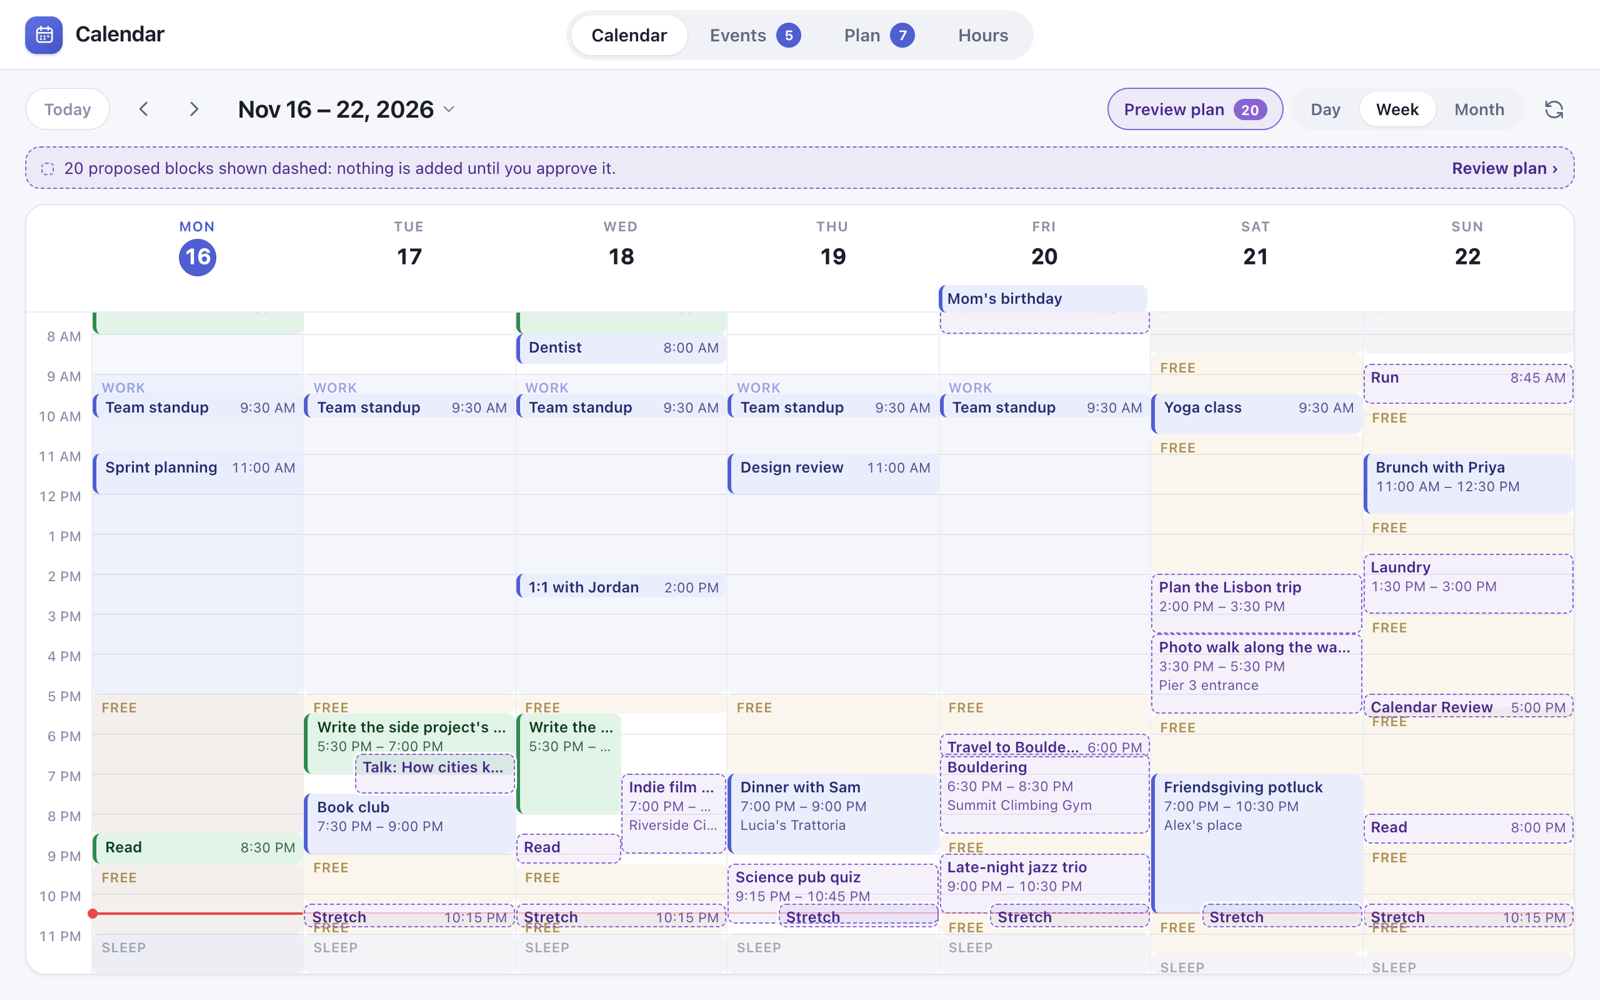 Calendar
Calendar
Events 5
Plan 7
Hours
Today
Nov 16 – 22, 2026
Preview plan 20
Day
Week
Month
20 proposed blocks shown dashed: nothing is added until you approve it.
Review plan ›
MON
16
TUE
17
WED
18
THU
19
FRI
20
SAT
21
SUN
22
Mom's birthday
8 AM
9 AM
10 AM
11 AM
12 PM
1 PM
2 PM
3 PM
4 PM
5 PM
6 PM
7 PM
8 PM
9 PM
10 PM
11 PM
WORK
Team standup 9:30 AM
Sprint planning 11:00 AM
FREE
Read 8:30 PM
FREE
SLEEP
WORK
Team standup 9:30 AM
FREE
Write the side project's ...
5:30 PM – 7:00 PM
Talk: How cities k...
Book club
7:30 PM – 9:00 PM
FREE
Stretch 10:15 PM
FREE
SLEEP
Dentist 8:00 AM
WORK
Team standup 9:30 AM
1:1 with Jordan 2:00 PM
FREE
Write the ...
5:30 PM – ...
Indie film ...
7:00 PM – ...
Riverside Ci...
Read
FREE
Stretch 10:15 PM
FREE
SLEEP
WORK
Team standup 9:30 AM
Design review 11:00 AM
FREE
Dinner with Sam
7:00 PM – 9:00 PM
Lucia's Trattoria
Science pub quiz
9:15 PM – 10:45 PM
Stretch
SLEEP
WORK
Team standup 9:30 AM
FREE
Travel to Boulde... 6:00 PM
Bouldering
6:30 PM – 8:30 PM
Summit Climbing Gym
FREE
Late-night jazz trio
9:00 PM – 10:30 PM
Stretch
FREE
SLEEP
FREE
Yoga class 9:30 AM
FREE
Plan the Lisbon trip
2:00 PM – 3:30 PM
Photo walk along the wa...
3:30 PM – 5:30 PM
Pier 3 entrance
FREE
Friendsgiving potluck
7:00 PM – 10:30 PM
Alex's place
Stretch
FREE
SLEEP
Run 8:45 AM
FREE
Brunch with Priya
11:00 AM – 12:30 PM
FREE
Laundry
1:30 PM – 3:00 PM
FREE
Calendar Review 5:00 PM
FREE
Read 8:00 PM
FREE
Stretch 10:15 PM
FREE
SLEEP